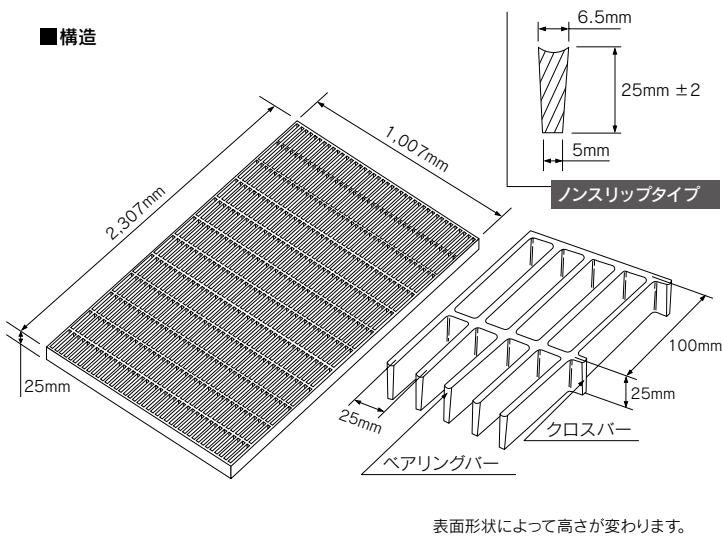 ■構造
6.5mm
25mm ±2
5mm
ノンスリップタイプ
1,007mm
2,307mm
25mm
100mm
25mm
25mm
クロスバー
ベアリングバー
表面形状によって高さが変わります。